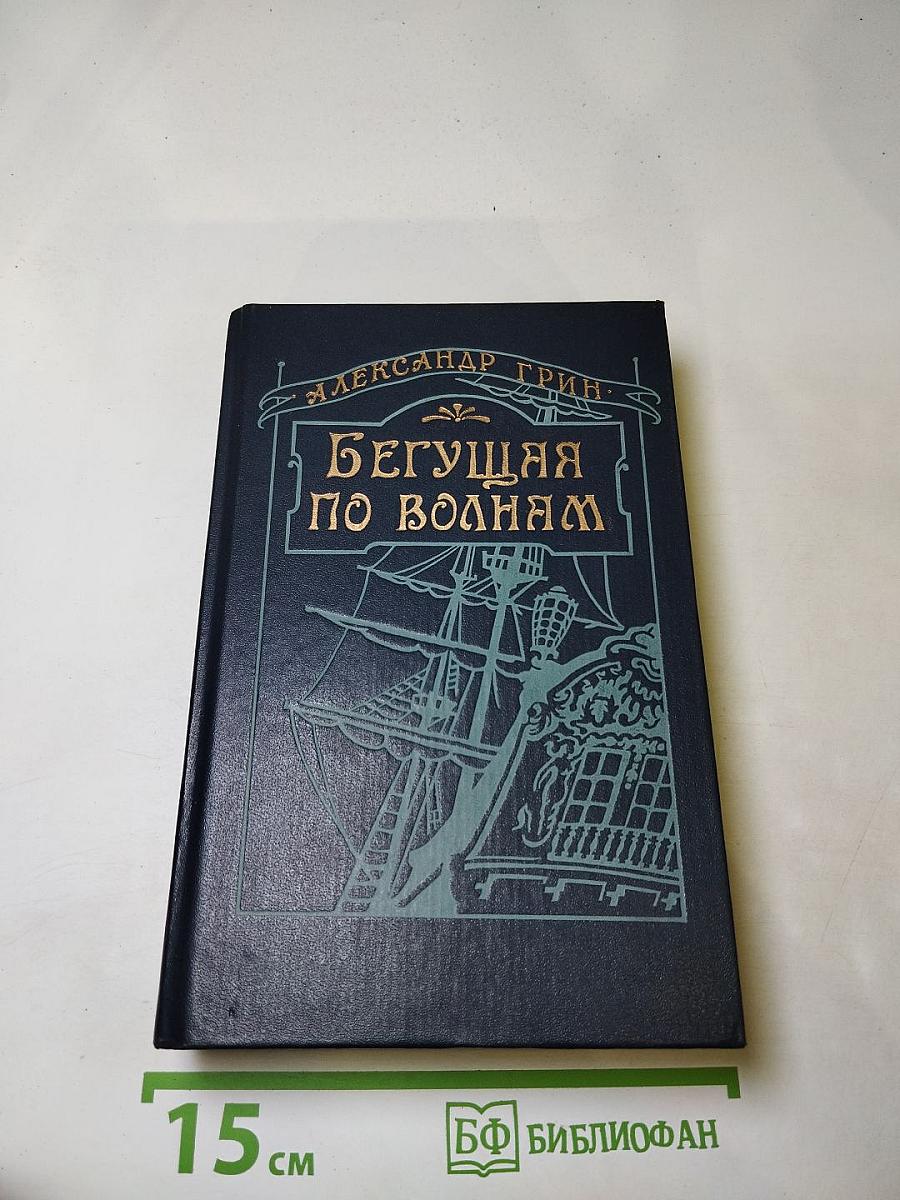 АЛЕКСАНДР ГРИН
БЕГУЩАЯ
ПО ВОЛНАМ
15 см
БФ БИБЛИОФАН